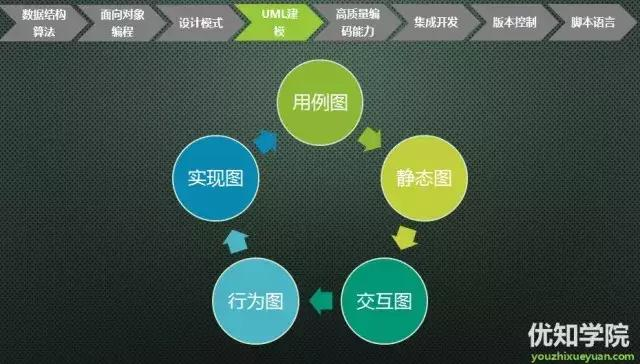 数据结构
算法
面向对象
编程
设计模式
UML建
模
高质量编
码能力
集成开发
版本控制
脚本语言
用例图
静态图
交互图
行为图
实现图
优知学院
youzhixueyuan.com